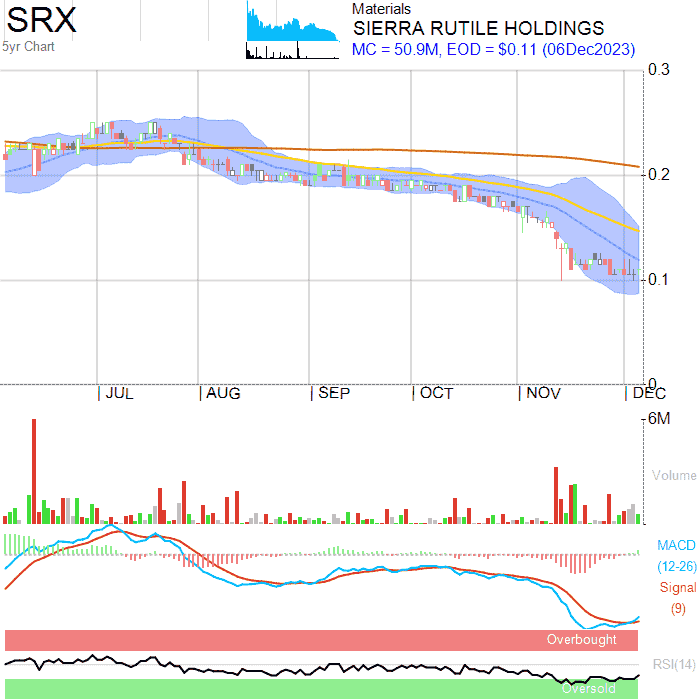 SRX
5yr Chart
Materials
SIERRA RUTILE HOLDINGS
MC = 50.9M, EOD = $0.11 (06Dec2023)
0.3
0.2
0.1
0
JUL AUG SEP OCT NOV DEC
6M
Volume
MACD
(12-26)
Signal
(9)
Overbought
RSI(14)
Oversold